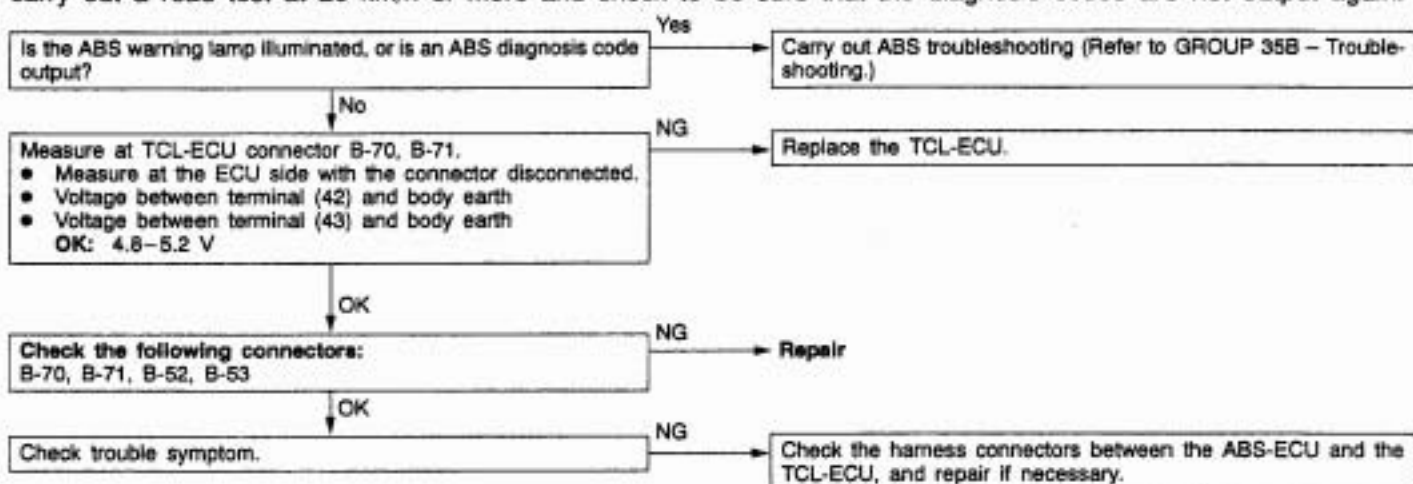 Is the ABS warning lamp illuminated, or is an ABS diagnosis code
output?
Yes
Carry out ABS troubleshooting (Refer to GROUP 35B – Trouble-
shooting.)
No
Measure at TCL-ECU connector B-70, B-71.
● Measure at the ECU side with the connector disconnected.
● Voltage between terminal (42) and body earth
● Voltage between terminal (43) and body earth
OK: 4.8–5.2 V
NG
Replace the TCL-ECU.
OK
Check the following connectors:
B-70, B-71, B-52, B-53
NG
Repair
OK
Check trouble symptom.
NG
Check the harness connectors between the ABS-ECU and the
TCL-ECU, and repair if necessary.